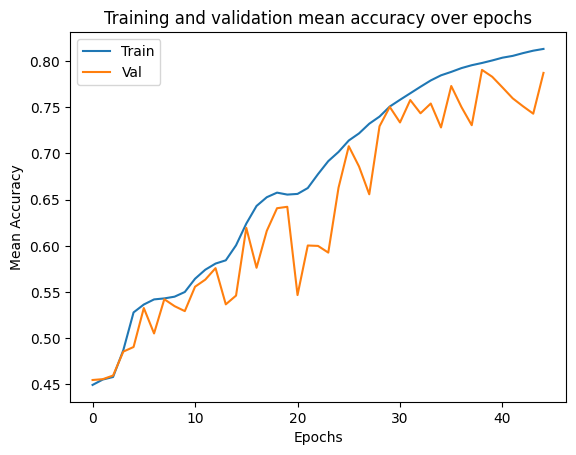 Training and validation mean accuracy over epochs
Train
Val
0.80
0.75
0.70
0.65
0.60
0.55
0.50
0.45
Mean Accuracy
0 10 20 30 40
Epochs